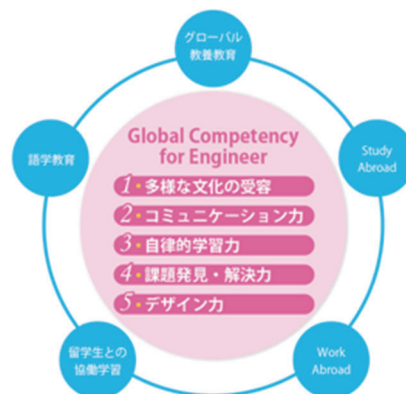 グローバル
教養教育
語学教育
Study
Abroad
Global Competency
for Engineer
1・多様な文化の受容
2・コミュニケーション力
3・自律的学習力
4・課題発見・解決力
5・デザイン力
留学生との
協働学習
Work
Abroad